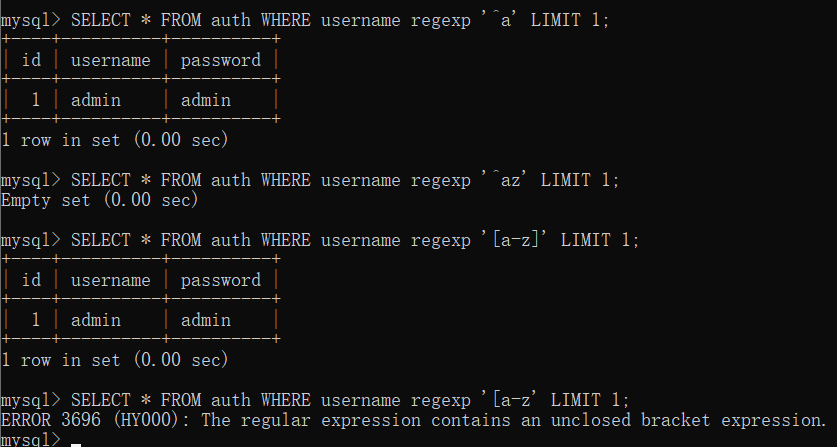 mysql> SELECT * FROM auth WHERE username regexp '^a' LIMIT 1;
+----+----------+----------+
| id | username | password |
+----+----------+----------+
| 1 | admin | admin |
+----+----------+----------+
1 row in set (0.00 sec)
mysql> SELECT * FROM auth WHERE username regexp '^az' LIMIT 1;
Empty set (0.00 sec)
mysql> SELECT * FROM auth WHERE username regexp '[a-z]' LIMIT 1;
+----+----------+----------+
| id | username | password |
+----+----------+----------+
| 1 | admin | admin |
+----+----------+----------+
1 row in set (0.00 sec)
mysql> SELECT * FROM auth WHERE username regexp '[a-z' LIMIT 1;
ERROR 3696 (HY000): The regular expression contains an unclosed bracket expression.
mysql> _